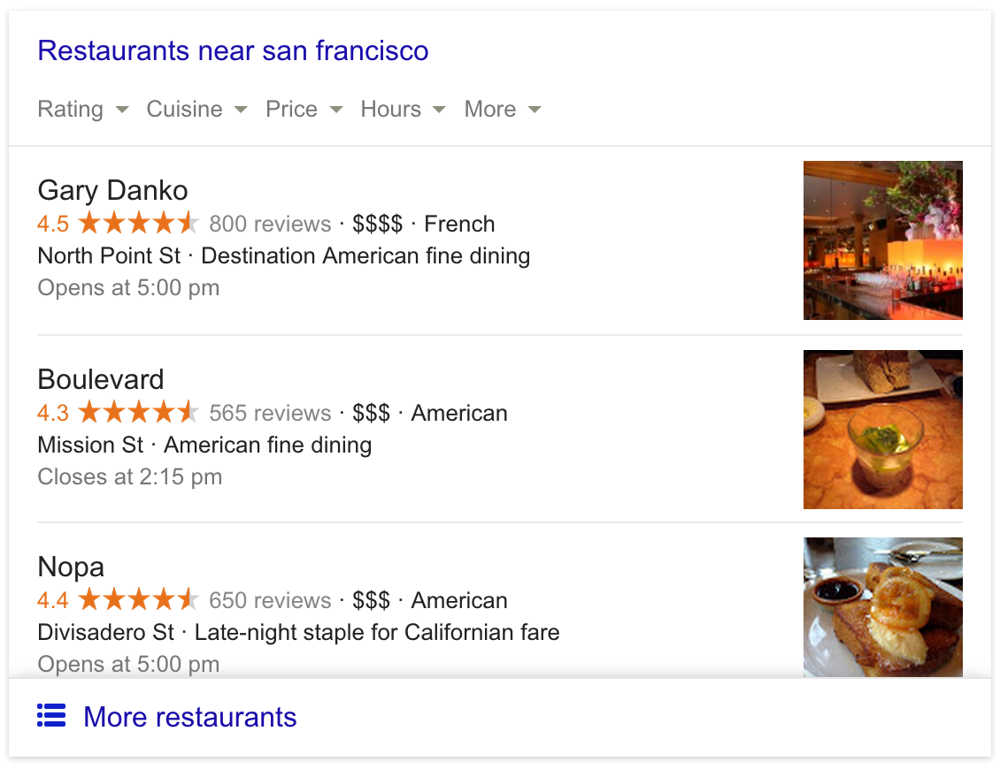 Restaurants near san francisco
Rating Cuisine Price Hours More
Gary Danko
4.5 800 reviews · $$$$ · French
North Point St · Destination American fine dining
Opens at 5:00 pm
Boulevard
4.3 565 reviews · $$$ · American
Mission St · American fine dining
Closes at 2:15 pm
Nopa
4.4 650 reviews · $$$ · American
Divisadero St · Late-night staple for Californian fare
Opens at 5:00 pm
More restaurants